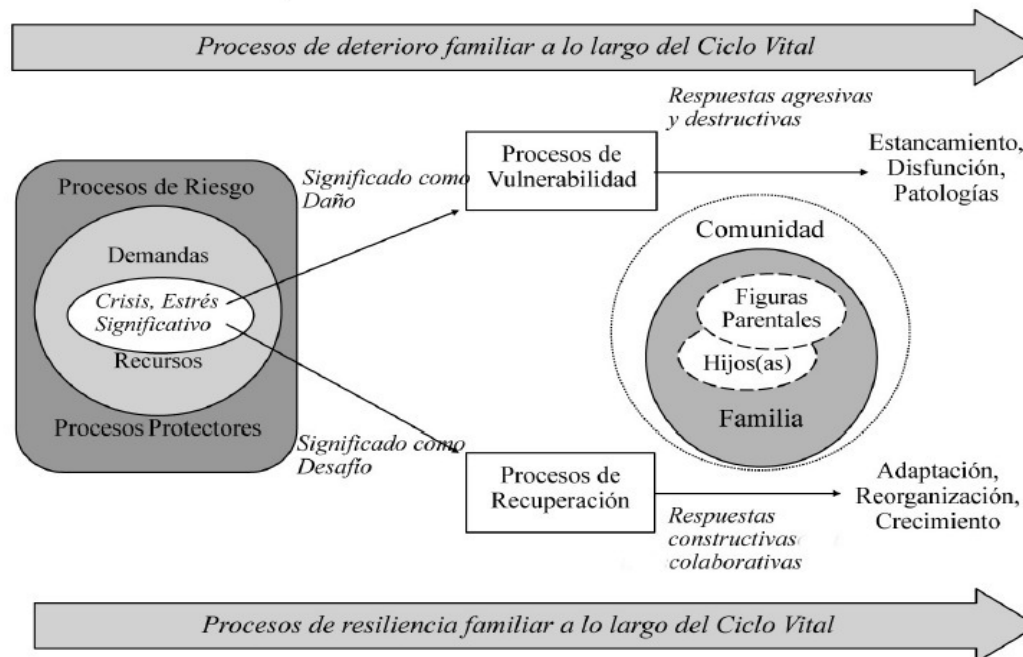 Procesos de deterioro familiar a lo largo del Ciclo Vital
Respuestas agresivas
y destructivas
Procesos de
Vulnerabilidad
Estancamiento,
Disfunción,
Patologías
Procesos de Riesgo
Significado como
Daño
Demandas
Crisis, Estrés
Significativo
Recursos
Procesos Protectores
Comunidad
Figuras
Parentales
Hijos(as)
Familia
Significado como
Desafío
Procesos de
Recuperación
Respuestas
constructivas
colaborativas
Adaptación,
Reorganización,
Crecimiento
Procesos de resiliencia familiar a lo largo del Ciclo Vital